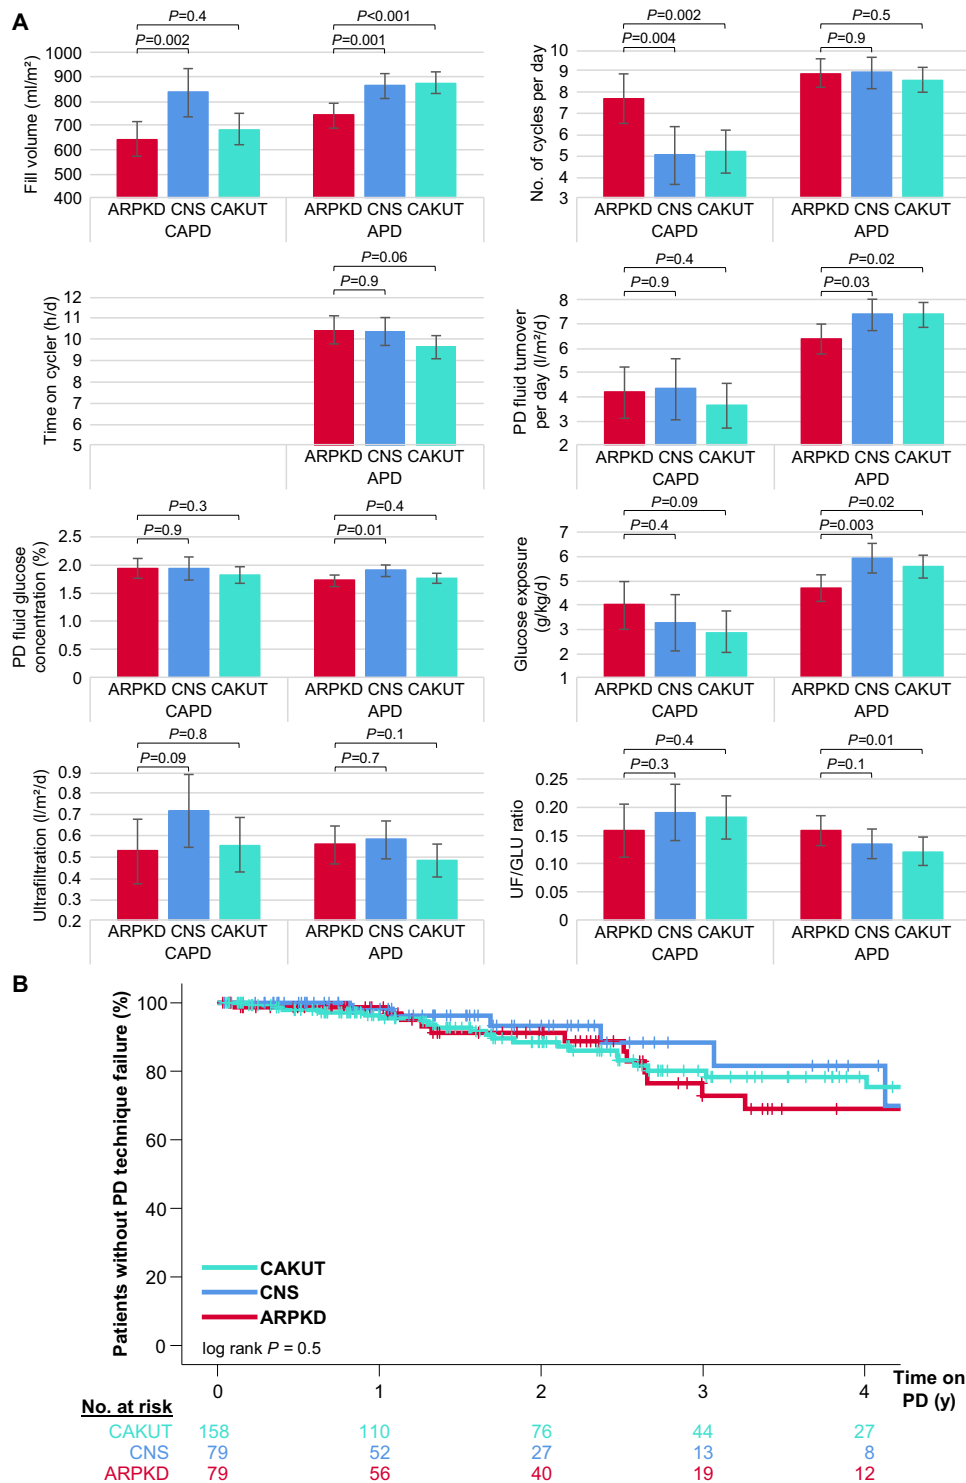 A
P=0.4
P=0.002
P<0.001
P=0.001
Fill volume (ml/m²)
1000
900
800
700
600
500
400
ARPKD CNS CAKUT
ARPKD CNS CAKUT
CAPD
APD
P=0.002
P=0.004
P=0.5
P=0.9
No. of cycles per day
10
9
8
7
6
5
4
3
ARPKD CNS CAKUT
ARPKD CNS CAKUT
CAPD
APD
P=0.06
P=0.9
Time on cycler (h/d)
12
11
10
9
8
7
6
5
ARPKD CNS CAKUT
APD
P=0.4
P=0.9
P=0.02
P=0.03
PD fluid turnover
per day (l/m²/d)
8
7
6
5
4
3
2
ARPKD CNS CAKUT
ARPKD CNS CAKUT
CAPD
APD
P=0.3
P=0.9
P=0.4
P=0.01
PD fluid glucose
concentration (%)
2.5
2.0
1.5
1.0
0.5
0
ARPKD CNS CAKUT
ARPKD CNS CAKUT
CAPD
APD
P=0.09
P=0.4
P=0.02
P=0.003
Glucose exposure
(g/kg/d)
7
6
5
4
3
2
1
ARPKD CNS CAKUT
ARPKD CNS CAKUT
CAPD
APD
P=0.8
P=0.09
P=0.1
P=0.7
Ultrafiltration (l/m²/d)
0.9
0.8
0.7
0.6
0.5
0.4
0.3
0.2
ARPKD CNS CAKUT
ARPKD CNS CAKUT
CAPD
APD
P=0.4
P=0.3
P=0.01
P=0.1
UF/GLU ratio
0.25
0.20
0.15
0.10
0.05
0
ARPKD CNS CAKUT
ARPKD CNS CAKUT
CAPD
APD
B
Patients without PD technique failure (%)
100
80
60
40
20
0
CAKUT
CNS
ARPKD
log rank P = 0.5
0 1 2 3 4
Time on
PD (y)
No. at risk
CAKUT 158 110 76 44 27
CNS 79 52 27 13 8
ARPKD 79 56 40 19 12